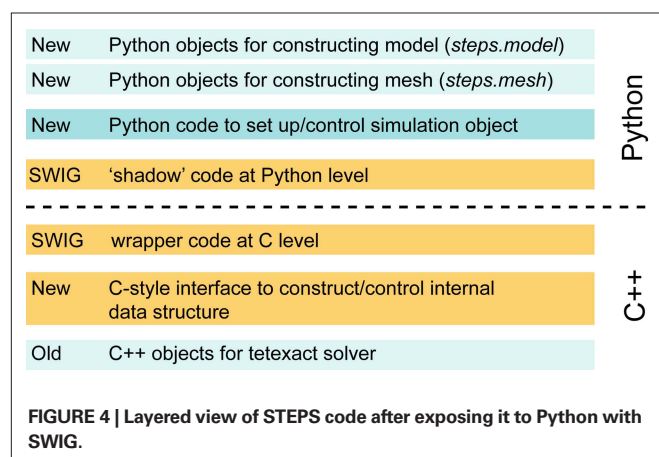 New Python objects for constructing model (steps.model)
New Python objects for constructing mesh (steps.mesh)
New Python code to set up/control simulation object
SWIG ‘shadow’ code at Python level
Python
SWIG wrapper code at C level
New C-style interface to construct/control internal
data structure
Old C++ objects for tetexact solver
C++
FIGURE 4 | Layered view of STEPS code after exposing it to Python with
SWIG.